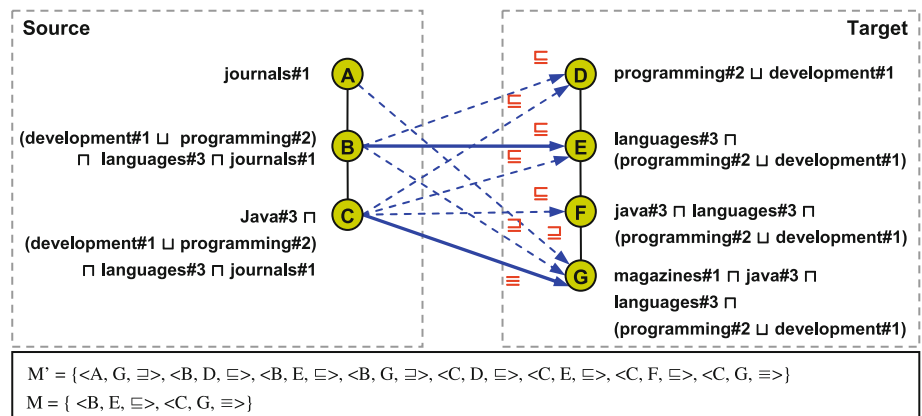 Source
Target
journals#1
A
D
programming#2 ⊔ development#1
⊑
⊑
(development#1 ⊔ programming#2)
⊓ languages#3 ⊓ journals#1
B
E
languages#3 ⊓
(programming#2 ⊔ development#1)
⊑
⊑
Java#3 ⊓
(development#1 ⊔ programming#2)
⊓ languages#3 ⊓ journals#1
C
F
java#3 ⊓ languages#3 ⊓
(programming#2 ⊔ development#1)
⊑
⊒
⊒
≡
G
magazines#1 ⊓ java#3 ⊓
languages#3 ⊓
(programming#2 ⊔ development#1)
M’ = {<A, G, ⊒>, <B, D, ⊑>, <B, E, ⊑>, <B, G, ⊒>, <C, D, ⊑>, <C, E, ⊑>, <C, F, ⊑>, <C, G, ≡>}
M = { <B, E, ⊑>, <C, G, ≡>}